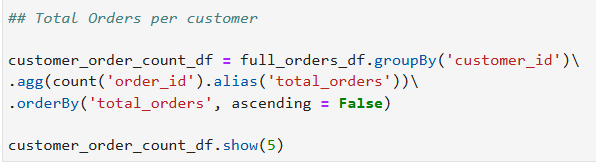 ## Total Orders per customer
customer_order_count_df = full_orders_df.groupBy('customer_id')\
.agg(count('order_id').alias('total_orders'))\
.orderBy('total_orders', ascending = False)
customer_order_count_df.show(5)